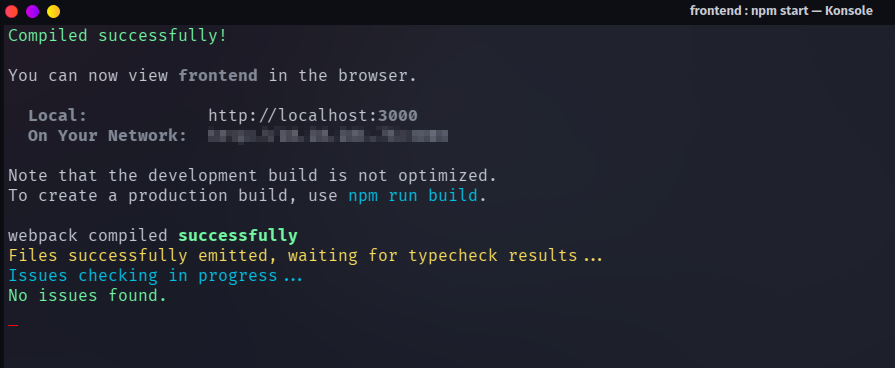 frontend : npm start — Konsole
Compiled successfully!
You can now view frontend in the browser.
Local: http://localhost:3000
On Your Network:
Note that the development build is not optimized.
To create a production build, use npm run build.
webpack compiled successfully
Files successfully emitted, waiting for typecheck results...
Issues checking in progress...
No issues found.